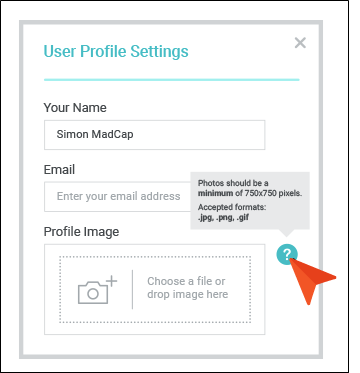 User Profile Settings
Your Name
Simon MadCap
Email
Enter your email address
Photos should be a
minimum of 750x750 pixels.
Accepted formats:
.jpg, .png, .gif
Profile Image
?
Choose a file or
drop image here